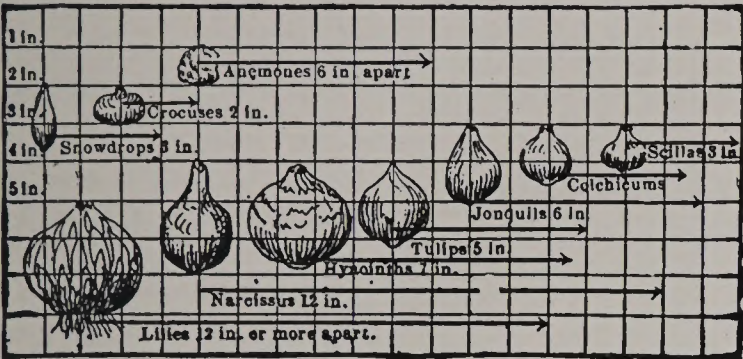 1 in.
Anemones 6 in. apart
2 in.
Crocuses 2 in.
3 in.
Snowdrops 3 in.
4 in.
Scillas 3 in.
Colchicums
5 in.
Jonquils 6 in
Tulips 5 in.
Hyacinths 7 in.
Narcissus 12 in.
Lilies 12 in. or more apart.